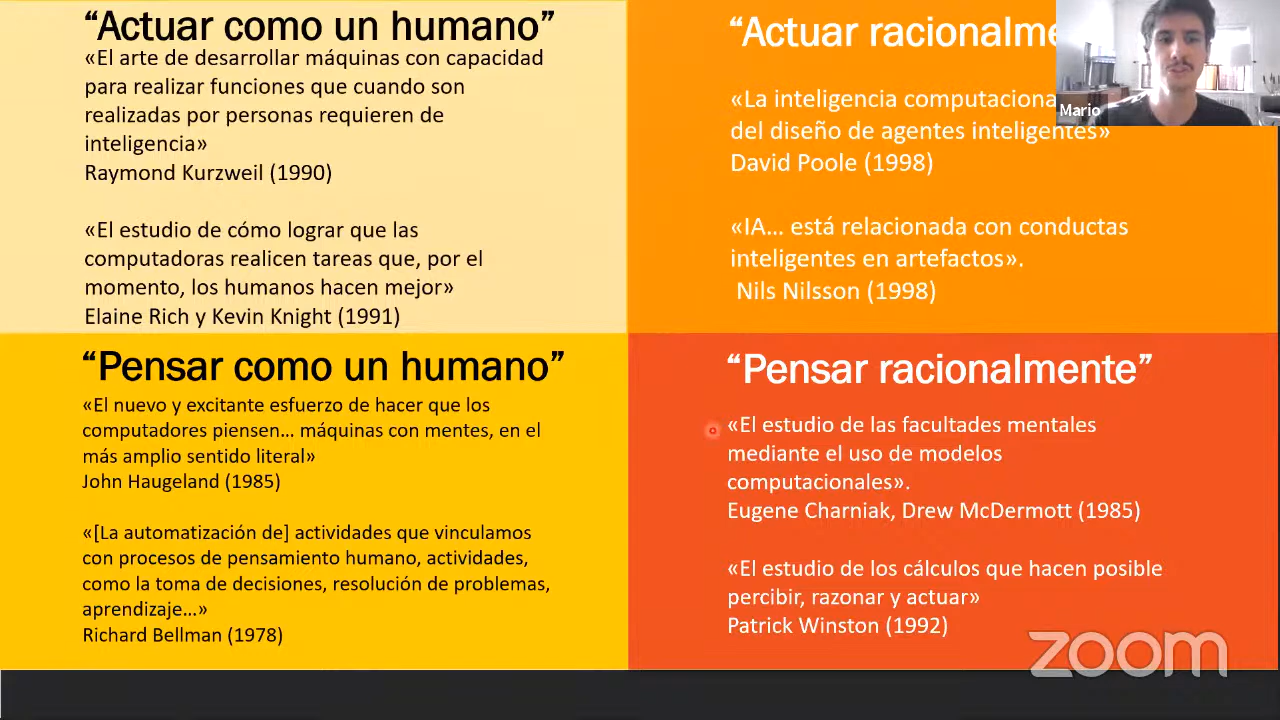 “Actuar como un humano”
«El arte de desarrollar máquinas con capacidad
para realizar funciones que cuando son
realizadas por personas requieren de
inteligencia»
Raymond Kurzweil (1990)
«El estudio de cómo lograr que las
computadoras realicen tareas que, por el
momento, los humanos hacen mejor»
Elaine Rich y Kevin Knight (1991)
“Actuar
«La inteligencia
del diseño de agentes inteligentes»
David Poole (1998)
«IA... está relacionada con conductas
inteligentes en artefactos».
Nils Nilsson (1998)
Mario
“Pensar como un humano”
«El nuevo y excitante esfuerzo de hacer que los
computadores piensen... máquinas con mentes, en el
más amplio sentido literal»
John Haugeland (1985)
«[La automatización de] actividades que vinculamos
con procesos de pensamiento humano, actividades,
como la toma de decisiones, resolución de problemas,
aprendizaje...»
Richard Bellman (1978)
“Pensar racionalmente”
«El estudio de las facultades mentales
mediante el uso de modelos
computacionales».
Eugene Charniak, Drew McDermott (1985)
«El estudio de los cálculos que hacen posible
percibir, razonar y actuar»
Patrick Winston (1992)
zoom